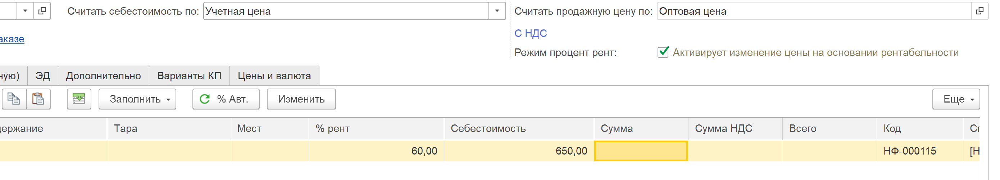 Считать себестоимость по: Учетная цена Считать продажную цену по: Оптовая цена
аказе С НДС
Режим процент рент: Активирует изменение цены на основании рентабельности
ную) ЭД Дополнительно Варианты КП Цены и валюта
Заполнить % Авт. Изменить Еще
держание Тара Мест % рент Себестоимость Сумма Сумма НДС Всего Код Сп
60,00 650,00 НФ-000115 [Н